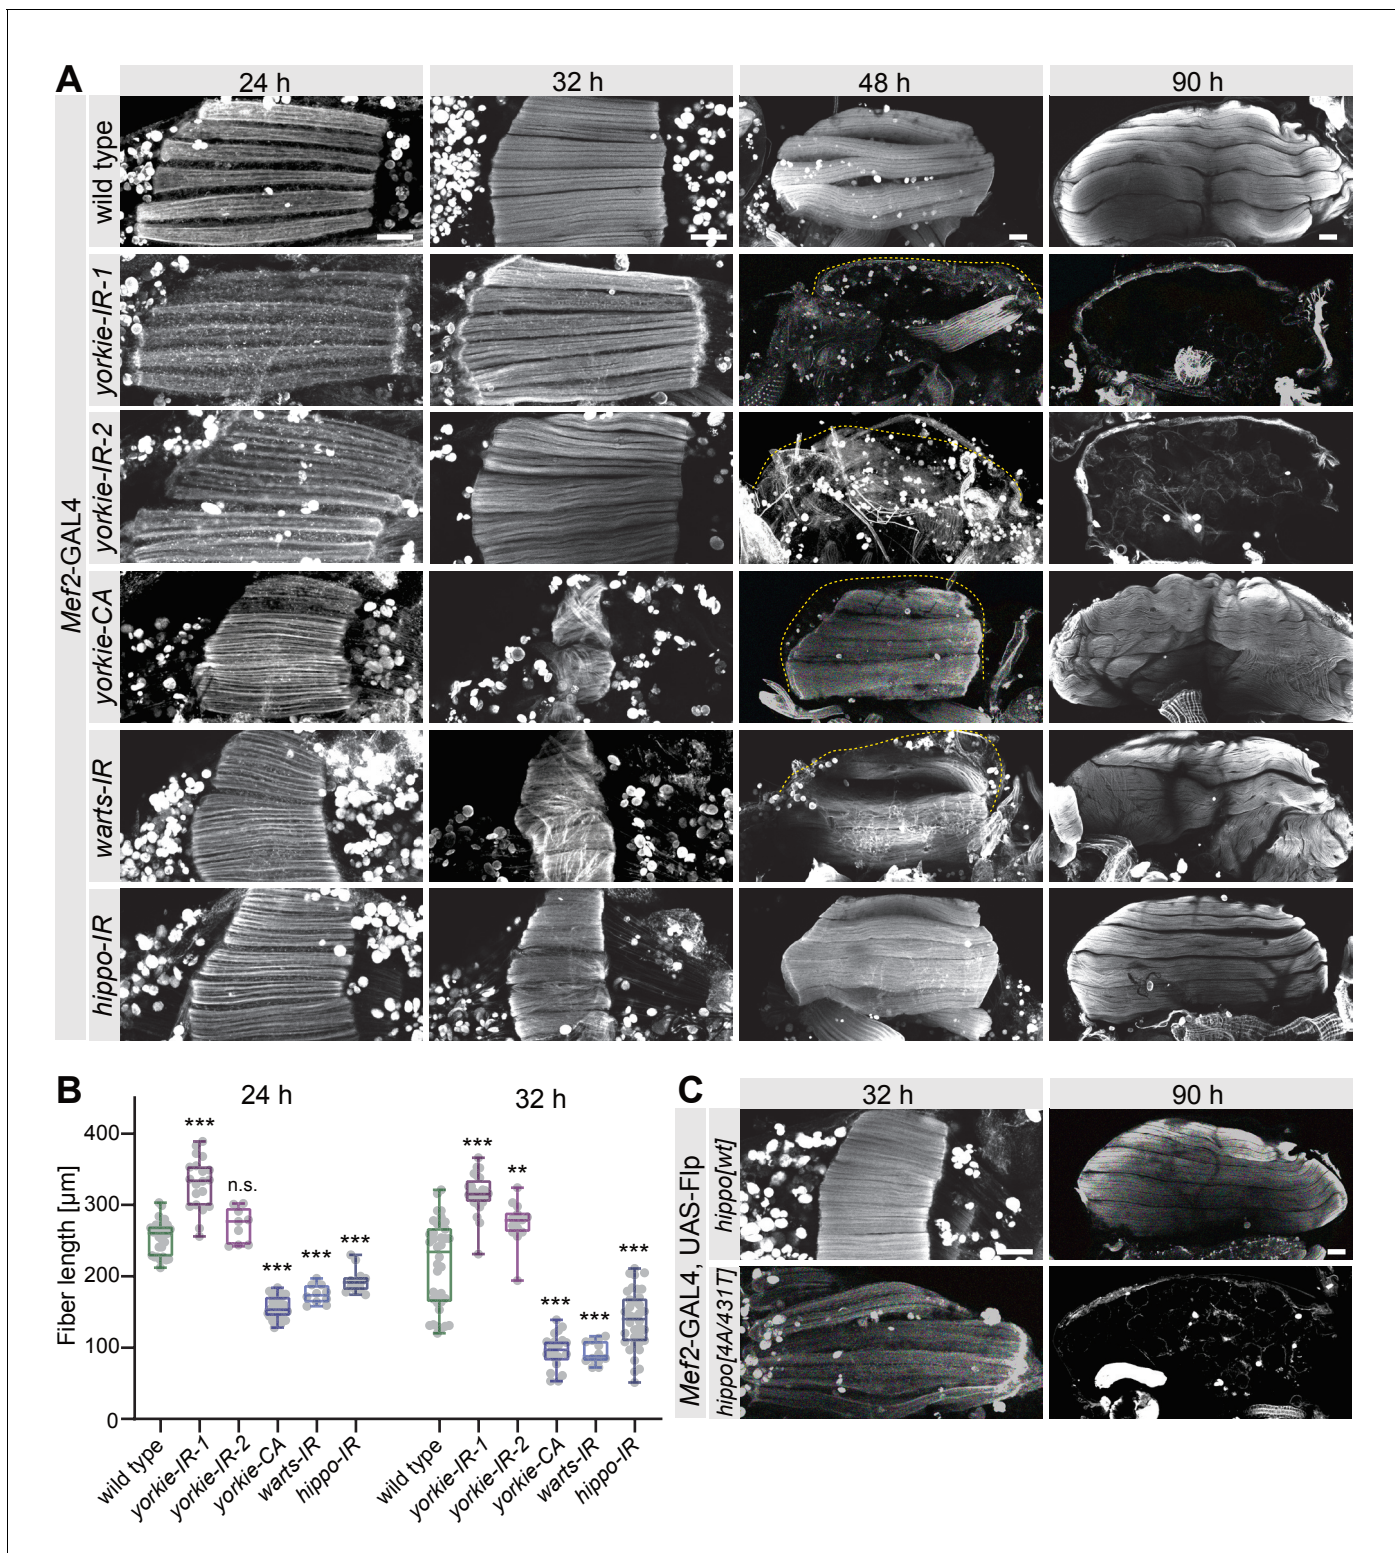 A
24 h
32 h
48 h
90 h
Mef2-GAL4
wild type
yorkie-IR-1
yorkie-IR-2
yorkie-CA
warts-IR
hippo-IR
B
24 h
32 h
Fiber length [µm]
400
300
200
100
0
***
n.s.
***
***
***
***
**
***
***
***
wild type
yorkie-IR-1
yorkie-IR-2
yorkie-CA
warts-IR
hippo-IR
wild type
yorkie-IR-1
yorkie-IR-2
yorkie-CA
warts-IR
hippo-IR
C
32 h
90 h
Mef2-GAL4, UAS-Flp
hippo[wt]
hippo[4A/431T]